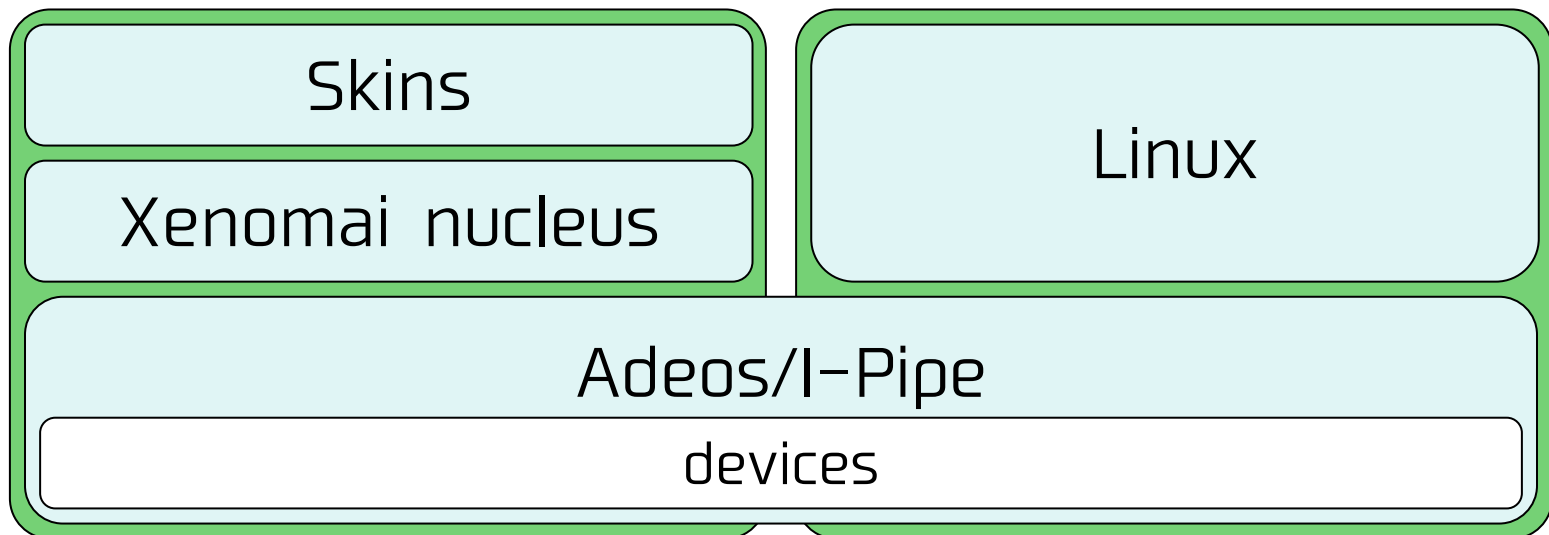 Skins
Xenomai nucleus
Linux
Adeos/I-Pipe
devices